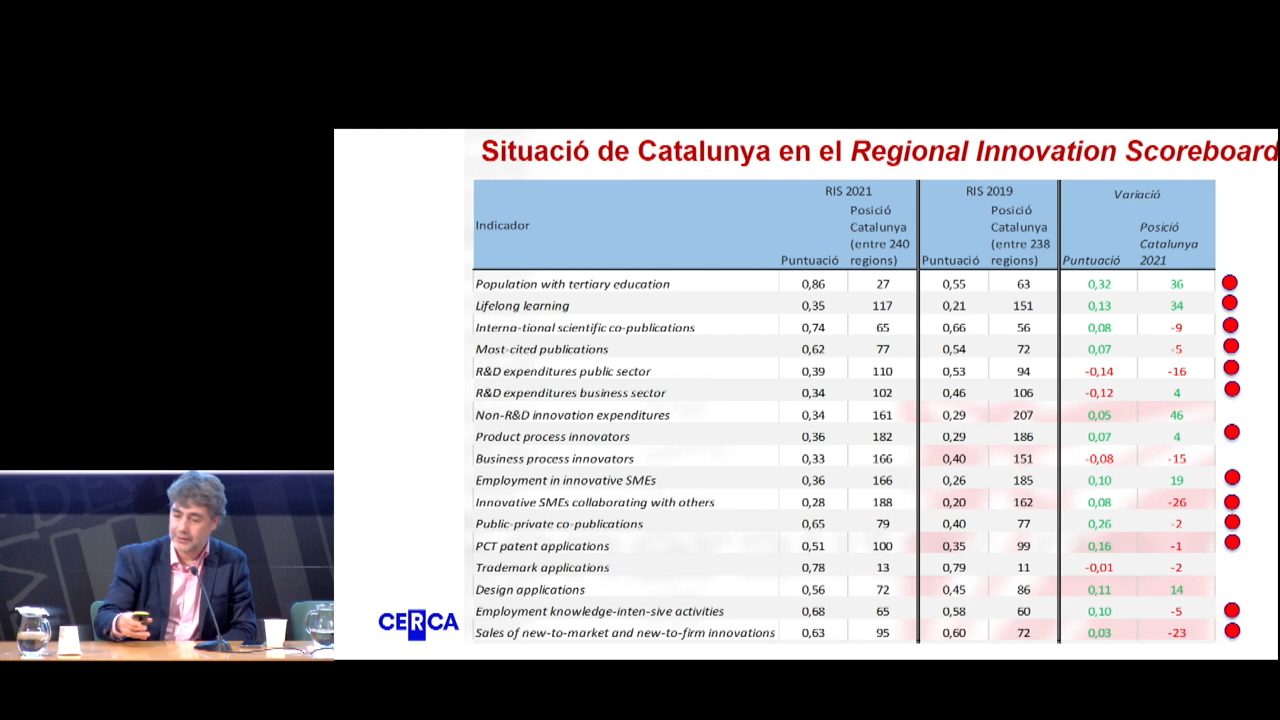 Situació de Catalunya en el Regional Innovation Scoreboard
RIS 2021 RIS 2019 Variació
Indicador Puntuació Posició Catalunya (entre 240 regions) Puntuació Posició Catalunya (entre 238 regions) Puntuació Posició Catalunya 2021
Population with tertiary education 0,86 27 0,55 63 0,32 36
Lifelong learning 0,35 117 0,21 151 0,13 34
Interna-tional scientific co-publications 0,74 65 0,66 56 0,08 -9
Most-cited publications 0,62 77 0,54 72 0,07 -5
R&D expenditures public sector 0,39 110 0,53 94 -0,14 -16
R&D expenditures business sector 0,34 102 0,46 106 -0,12 4
Non-R&D innovation expenditures 0,34 161 0,29 207 0,05 46
Product process innovators 0,36 182 0,29 186 0,07 4
Business process innovators 0,33 166 0,40 151 -0,08 -15
Employment in innovative SMEs 0,36 166 0,26 185 0,10 19
Innovative SMEs collaborating with others 0,28 188 0,20 162 0,08 -26
Public-private co-publications 0,65 79 0,40 77 0,26 -2
PCT patent applications 0,51 100 0,35 99 0,16 -1
Trademark applications 0,78 13 0,79 11 -0,01 -2
Design applications 0,56 72 0,45 86 0,11 14
Employment knowledge-inten-sive activities 0,68 65 0,58 60 0,10 -5
Sales of new-to-market and new-to-firm innovations 0,63 95 0,60 72 0,03 -23
CERCA